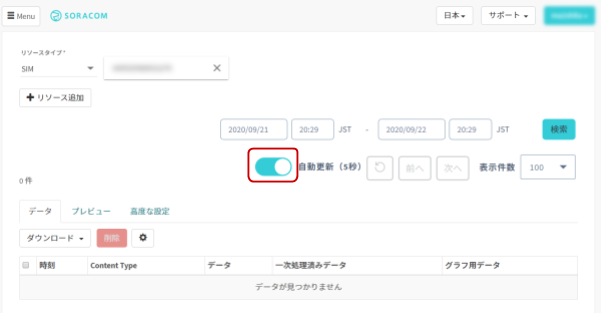 Menu SORACOM 日本 サポート
リソースタイプ*
SIM
リソース追加
2020/09/21 20:29 JST - 2020/09/22 20:29 JST 検索
自動更新（5秒） 前へ 次へ 表示件数 100
0 件
データ プレビュー 高度な設定
ダウンロード 削除
時刻 Content Type データ 一次処理済みデータ グラフ用データ
データが見つかりません